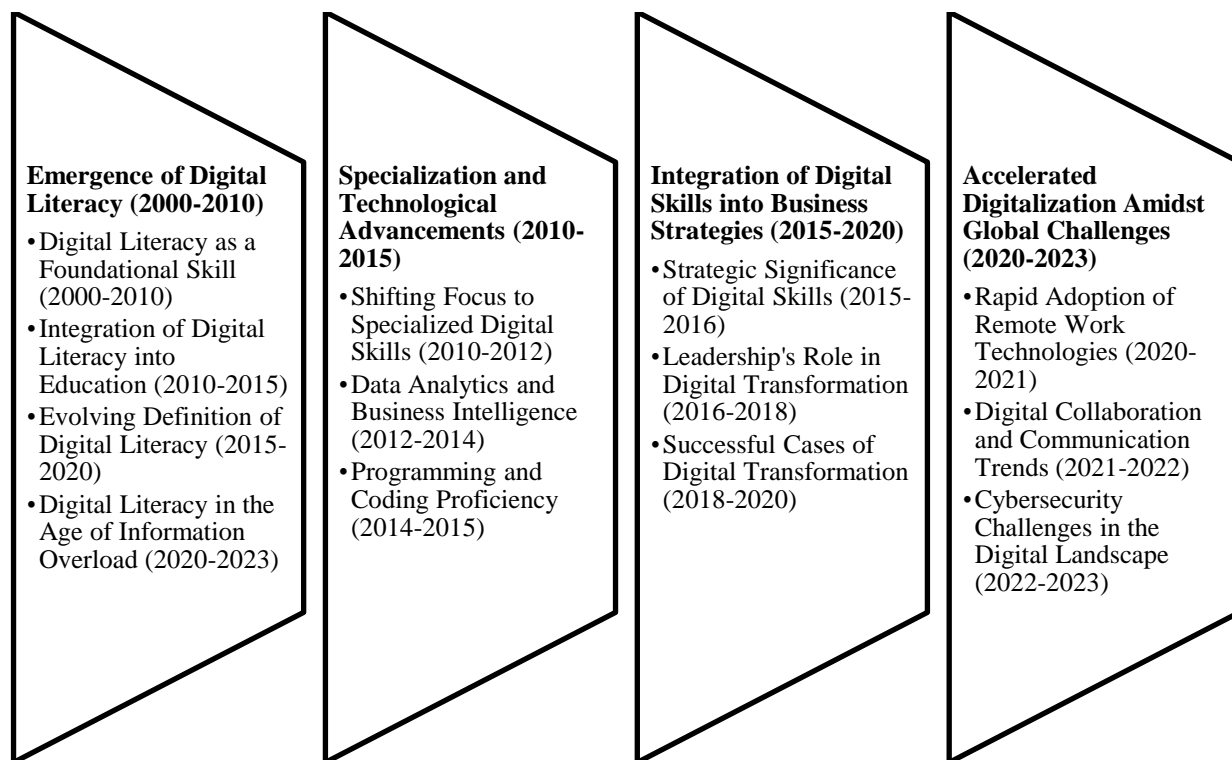 Emergence of Digital
Literacy (2000-2010)
•Digital Literacy as a
Foundational Skill
(2000-2010)
•Integration of Digital
Literacy into
Education (2010-2015)
•Evolving Definition of
Digital Literacy (2015-
2020)
•Digital Literacy in the
Age of Information
Overload (2020-2023)
Specialization and
Technological
Advancements (2010-
2015)
•Shifting Focus to
Specialized Digital
Skills (2010-2012)
•Data Analytics and
Business Intelligence
(2012-2014)
•Programming and
Coding Proficiency
(2014-2015)
Integration of Digital
Skills into Business
Strategies (2015-2020)
•Strategic Significance
of Digital Skills (2015-
2016)
•Leadership's Role in
Digital Transformation
(2016-2018)
•Successful Cases of
Digital Transformation
(2018-2020)
Accelerated
Digitalization Amidst
Global Challenges
(2020-2023)
•Rapid Adoption of
Remote Work
Technologies (2020-
2021)
•Digital Collaboration
and Communication
Trends (2021-2022)
•Cybersecurity
Challenges in the
Digital Landscape
(2022-2023)